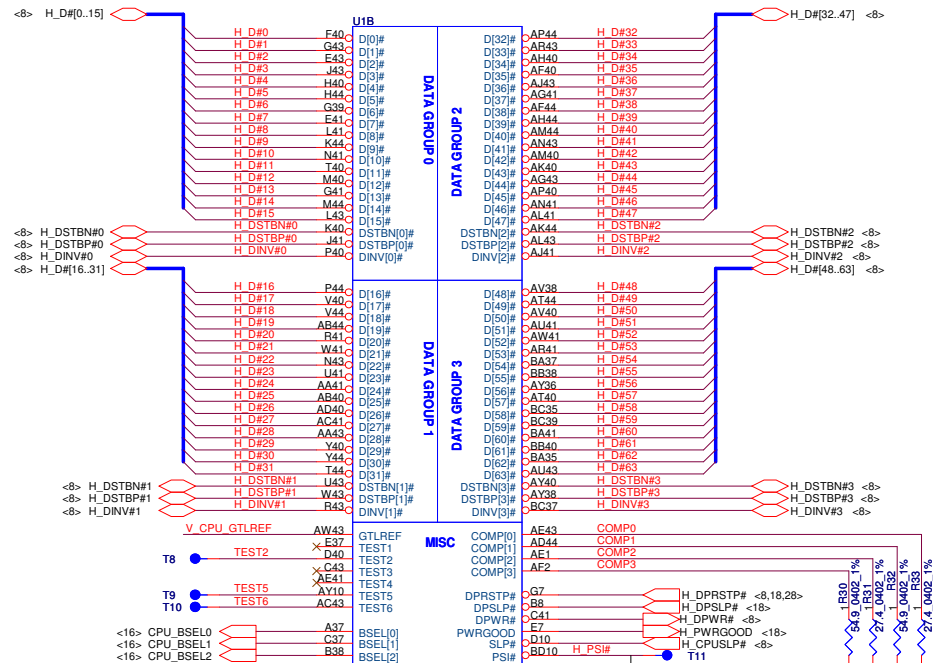 <8> H_D#[0..15] U1B H_D#[32..47] <8>
H_D#0 F40 D[0]# D[32]# AP44 H_D#32
H_D#1 G43 D[1]# D[33]# AR43 H_D#33
H_D#2 E43 D[2]# D[34]# AH40 H_D#34
H_D#3 J43 D[3]# D[35]# AF40 H_D#35
H_D#4 H40 D[4]# D[36]# AJ43 H_D#36
H_D#5 H44 D[5]# D[37]# AG41 H_D#37
H_D#6 G39 D[6]# D[38]# AF44 H_D#38
H_D#7 E41 D[7]# D[39]# AH44 H_D#39
H_D#8 L41 D[8]# D[40]# AM44 H_D#40
H_D#9 K44 D[9]# D[41]# AN43 H_D#41
H_D#10 N41 D[10]# D[42]# AM40 H_D#42
H_D#11 T40 D[11]# D[43]# AK40 H_D#43
H_D#12 M40 D[12]# D[44]# AG43 H_D#44
H_D#13 G41 D[13]# D[45]# AP40 H_D#45
H_D#14 M44 D[14]# D[46]# AN41 H_D#46
H_D#15 L43 D[15]# D[47]# AL41 H_D#47
<8> H_DSTBN#0 H_DSTBN#0 K40 DSTBN[0]# DSTBN[2]# AK44 H_DSTBN#2 H_DSTBN#2 <8>
<8> H_DSTBP#0 H_DSTBP#0 J41 DSTBP[0]# DSTBP[2]# AL43 H_DSTBP#2 H_DSTBP#2 <8>
<8> H_DINV#0 H_DINV#0 P40 DINV[0]# DINV[2]# AJ41 H_DINV#2 H_DINV#2 <8>
DATA GROUP 0
DATA GROUP 2
<8> H_D#[16..31] H_D#[48..63] <8>
H_D#16 P44 D[16]# D[48]# AV38 H_D#48
H_D#17 V40 D[17]# D[49]# AT44 H_D#49
H_D#18 V44 D[18]# D[50]# AV40 H_D#50
H_D#19 AB44 D[19]# D[51]# AU41 H_D#51
H_D#20 R41 D[20]# D[52]# AW41 H_D#52
H_D#21 W41 D[21]# D[53]# AR41 H_D#53
H_D#22 N43 D[22]# D[54]# BA37 H_D#54
H_D#23 U41 D[23]# D[55]# BB38 H_D#55
H_D#24 AA41 D[24]# D[56]# AY36 H_D#56
H_D#25 AB40 D[25]# D[57]# AT40 H_D#57
H_D#26 AD40 D[26]# D[58]# BC35 H_D#58
H_D#27 AC41 D[27]# D[59]# BC39 H_D#59
H_D#28 AA43 D[28]# D[60]# BA41 H_D#60
H_D#29 Y40 D[29]# D[61]# BB40 H_D#61
H_D#30 Y44 D[30]# D[62]# BA35 H_D#62
H_D#31 T44 D[31]# D[63]# AU43 H_D#63
<8> H_DSTBN#1 H_DSTBN#1 U43 DSTBN[1]# DSTBN[3]# AY40 H_DSTBN#3 H_DSTBN#3 <8>
<8> H_DSTBP#1 H_DSTBP#1 W43 DSTBP[1]# DSTBP[3]# AY38 H_DSTBP#3 H_DSTBP#3 <8>
<8> H_DINV#1 H_DINV#1 R43 DINV[1]# DINV[3]# BC37 H_DINV#3 H_DINV#3 <8>
DATA GROUP 1
DATA GROUP 3
V_CPU_GTLREF AW43 GTLREF MISC COMP[0] AE43 COMP0
E37 TEST1 COMP[1] AD44 COMP1
T8 TEST2 D40 TEST2 COMP[2] AE1 COMP2
C43 TEST3 COMP[3] AF2 COMP3
AE41 TEST4
T9 TEST5 AY10 TEST5 DPRSTP# G7 H_DPRSTP# <8,18,28>
T10 TEST6 AC43 TEST6 DPSLP# B8 H_DPSLP# <18>
DPWR# C41 H_DPWR# <8>
<16> CPU_BSEL0 A37 BSEL[0] PWRGOOD E7 H_PWRGOOD <18>
<16> CPU_BSEL1 C37 BSEL[1] SLP# D10 H_CPUSLP# <8>
<16> CPU_BSEL2 B38 BSEL[2] PSI# BD10 H_PSI# T11
1 R30 54.9_0402_1%
1 R31 27.4_0402_1%
1 R32 54.9_0402_1%
1 R33 27.4_0402_1%